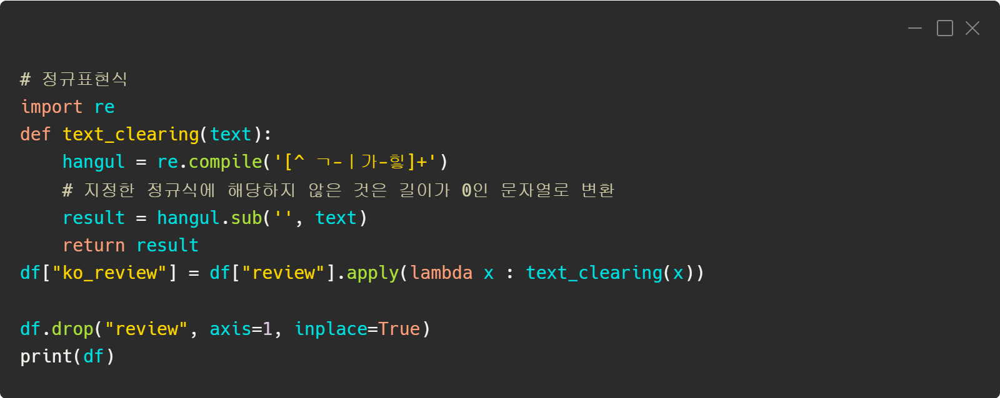 # 정규표현식
import re
def text_clearing(text):
    hangul = re.compile('[^ ㄱ-ㅣ가-힣]+')
    # 지정한 정규식에 해당하지 않은 것은 길이가 0인 문자열로 변환
    result = hangul.sub('', text)
    return result
df["ko_review"] = df["review"].apply(lambda x : text_clearing(x))
df.drop("review", axis=1, inplace=True)
print(df)